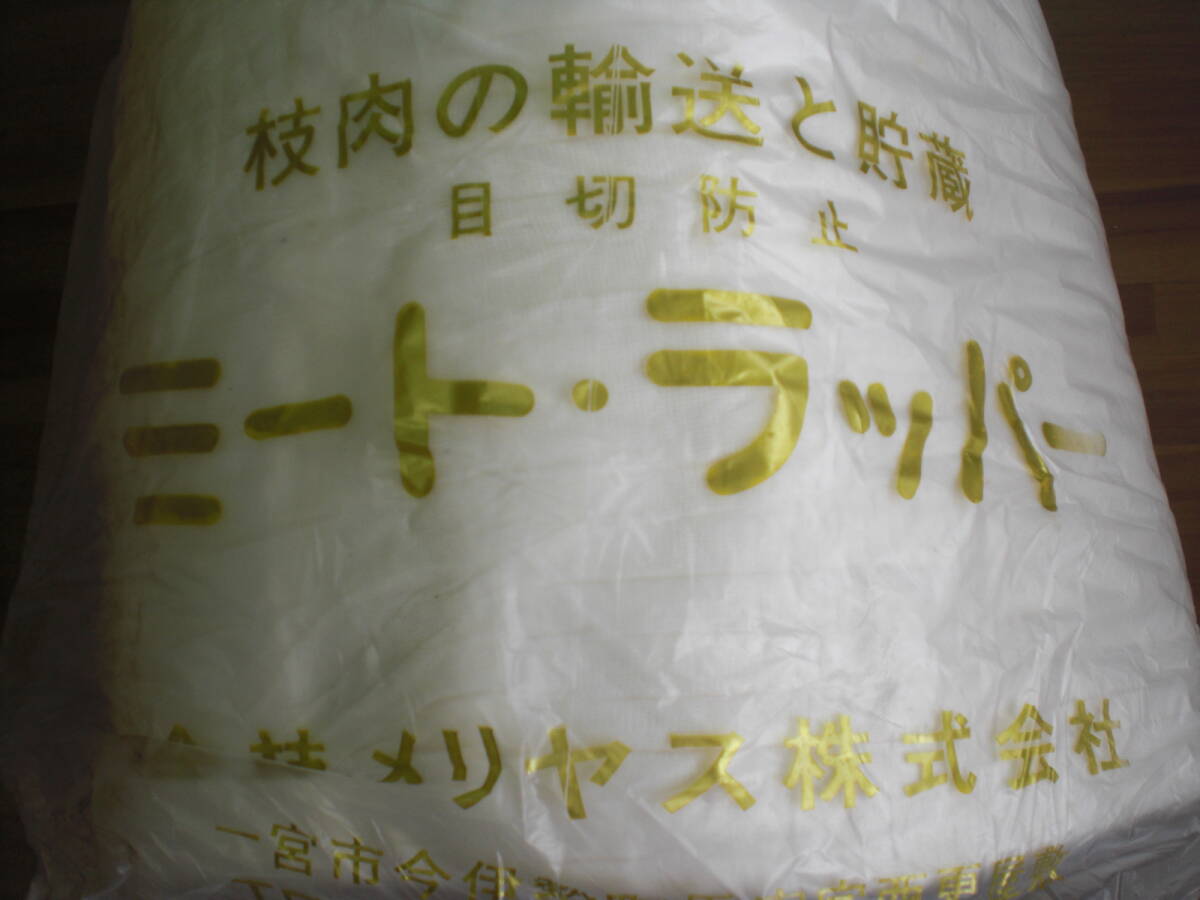 枝肉の輸送と貯蔵
目切防止
ミート・ラッパー
メリヤス株式会社
一宮市今伊勢町